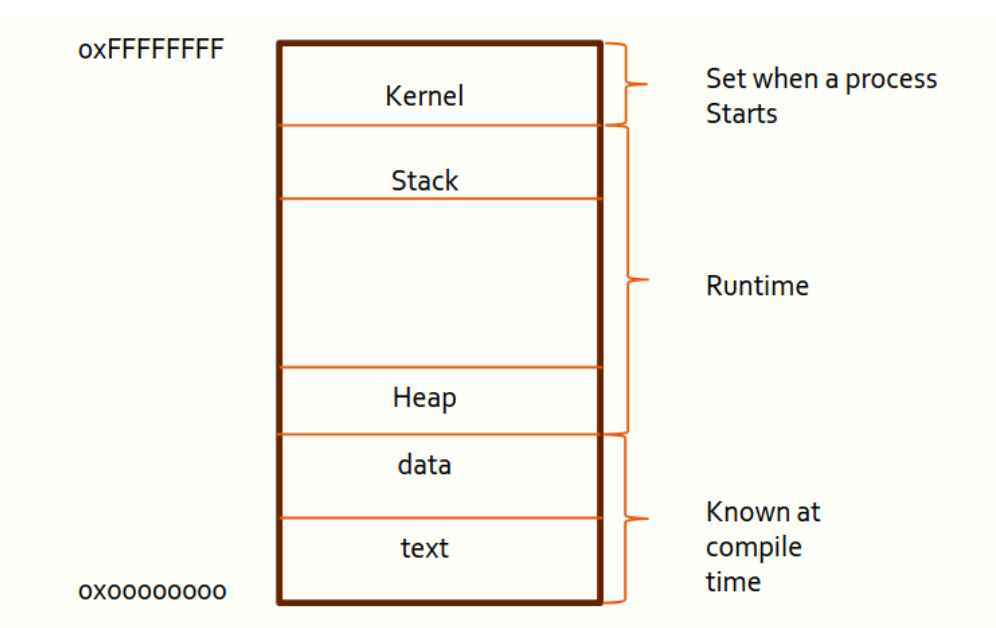 oxFFFFFFFF
Kernel
Set when a process
Starts
Stack
Runtime
Heap
data
text
Known at
compile
time
oxoooooooo